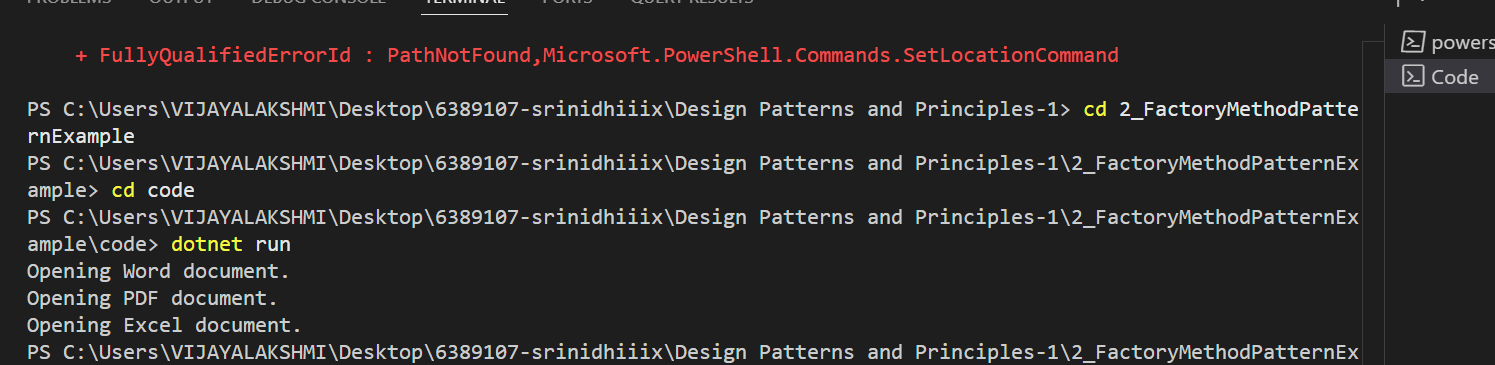 PROBLEMS OUTPUT DEBUG CONSOLE TERMINAL PORTS QUERY RESULTS
+ FullyQualifiedErrorId : PathNotFound,Microsoft.PowerShell.Commands.SetLocationCommand
powers
Code
PS C:\Users\VIJAYALAKSHMI\Desktop\6389107-srinidhiiix\Design Patterns and Principles-1> cd 2_FactoryMethodPatte
rnExample
PS C:\Users\VIJAYALAKSHMI\Desktop\6389107-srinidhiiix\Design Patterns and Principles-1\2_FactoryMethodPatternEx
ample> cd code
PS C:\Users\VIJAYALAKSHMI\Desktop\6389107-srinidhiiix\Design Patterns and Principles-1\2_FactoryMethodPatternEx
ample\code> dotnet run
Opening Word document.
Opening PDF document.
Opening Excel document.
PS C:\Users\VIJAYALAKSHMI\Desktop\6389107-srinidhiiix\Design Patterns and Principles-1\2_FactoryMethodPatternEx